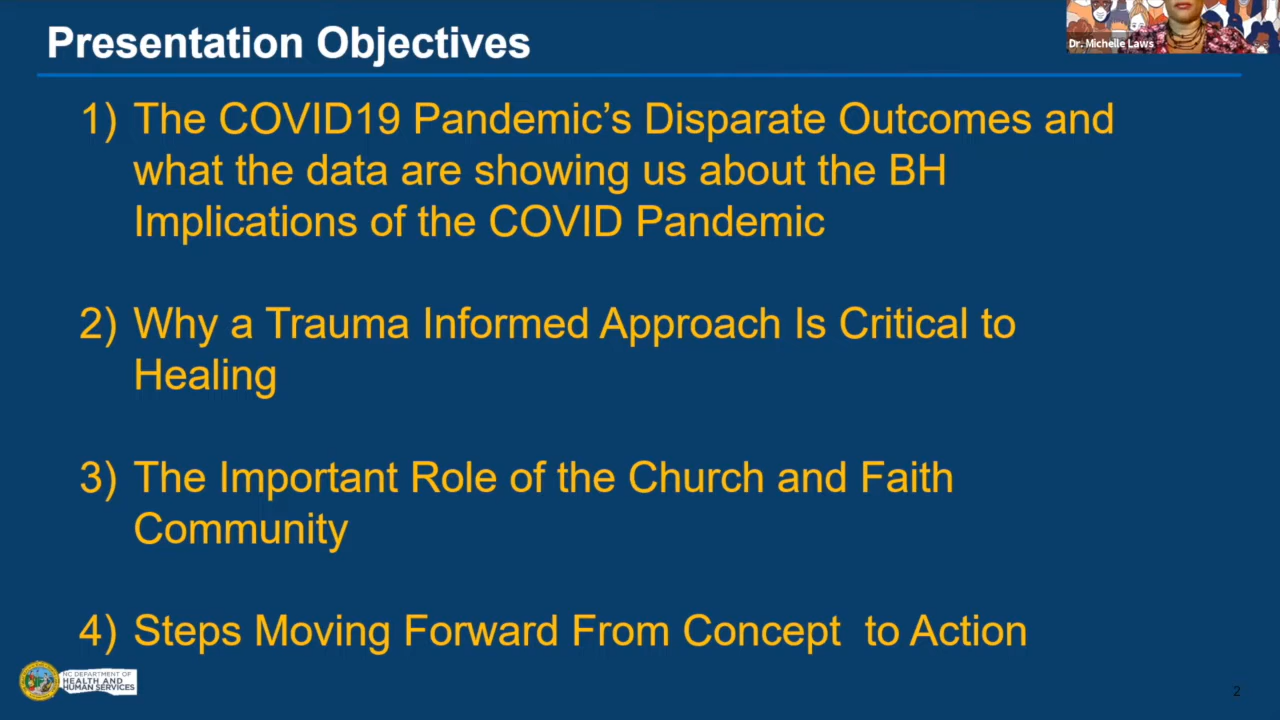 Presentation Objectives
Dr. Michelle Laws
1) The COVID19 Pandemic's Disparate Outcomes and
what the data are showing us about the BH
Implications of the COVID Pandemic
2) Why a Trauma Informed Approach Is Critical to
Healing
3) The Important Role of the Church and Faith
Community
4) Steps Moving Forward From Concept to Action
NC DEPARTMENT OF
HEALTH AND
HUMAN SERVICES
2